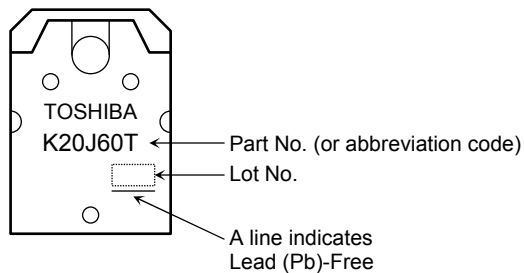 TOSHIBA
K20J60T
Part No. (or abbreviation code)
Lot No.
A line indicates
Lead (Pb)-Free